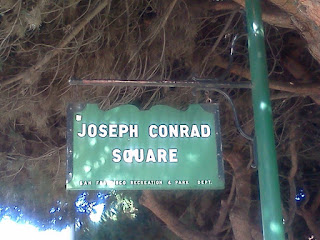 JOSEPH CONRAD
SQUARE
RECREATION & PARK DEPT.